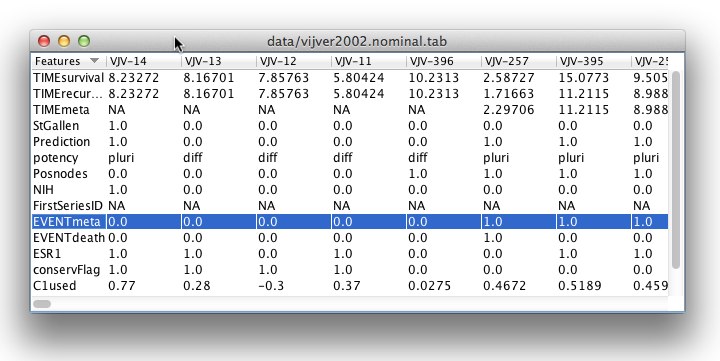 data/vijver2002.nominal.tab
Features VJV-14 VJV-13 VJV-12 VJV-11 VJV-396 VJV-257 VJV-395 VJV-25
TIMEsurvival 8.23272 8.16701 7.85763 5.80424 10.2313 2.58727 15.0773 9.505
TIMErecur... 8.23272 8.16701 7.85763 5.80424 10.2313 1.71663 11.2115 8.988
TIMEmeta NA NA NA NA NA 2.29706 11.2115 8.988
StGallen 1.0 0.0 0.0 0.0 0.0 0.0 0.0 0.0
Prediction 1.0 0.0 0.0 0.0 0.0 1.0 1.0 1.0
potency pluri diff diff diff diff pluri pluri pluri
Posnodes 0.0 0.0 0.0 0.0 1.0 1.0 1.0 0.0
NIH 1.0 0.0 0.0 0.0 0.0 0.0 0.0 0.0
FirstSeriesID NA NA NA NA NA NA NA NA
EVENTmeta 0.0 0.0 0.0 0.0 0.0 1.0 1.0 1.0
EVENTdeath 0.0 0.0 0.0 0.0 0.0 1.0 0.0 0.0
ESR1 1.0 1.0 0.0 1.0 1.0 0.0 1.0 0.0
conservFlag 1.0 1.0 1.0 1.0 0.0 0.0 0.0 0.0
C1used 0.77 0.28 -0.3 0.37 0.0275 0.4672 0.5189 0.459